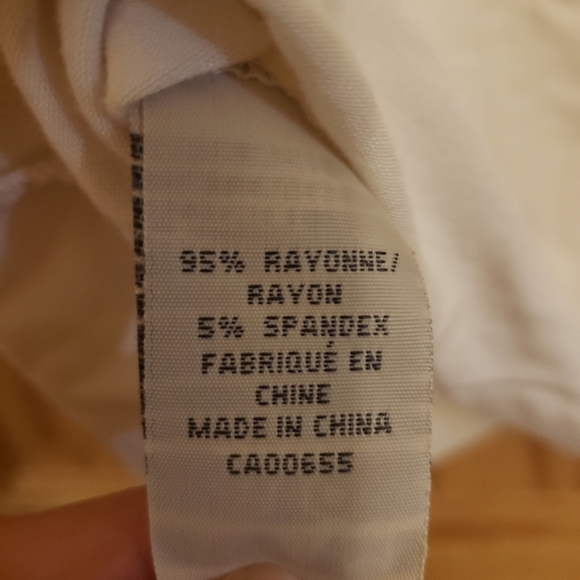 95% RAYONNE/
RAYON
5% SPANDEX
FABRIQUÉ EN
CHINE
MADE IN CHINA
CA00655